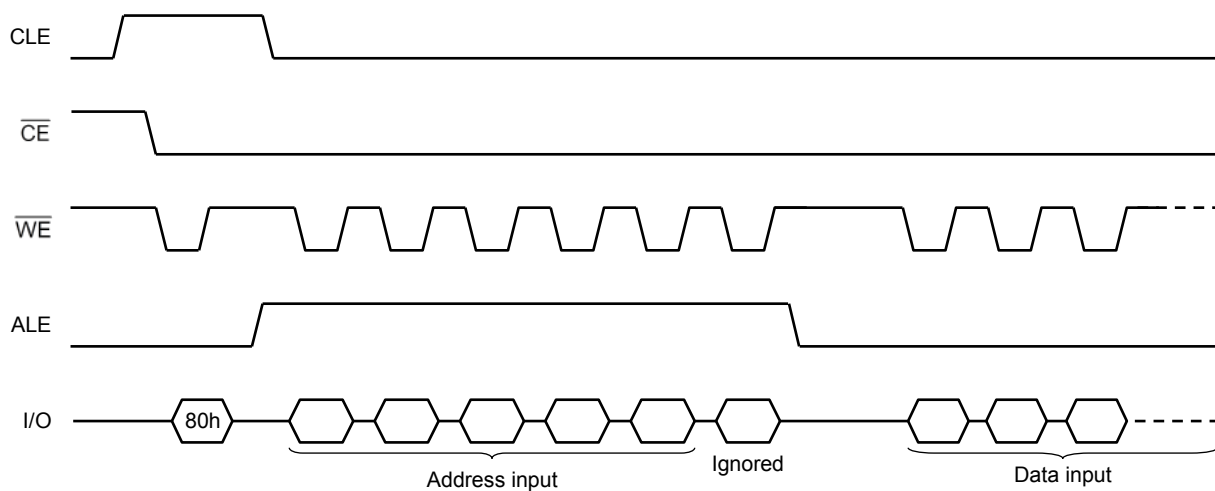 CLE
CE
WE
ALE
I/O
80h
Address input
Ignored
Data input